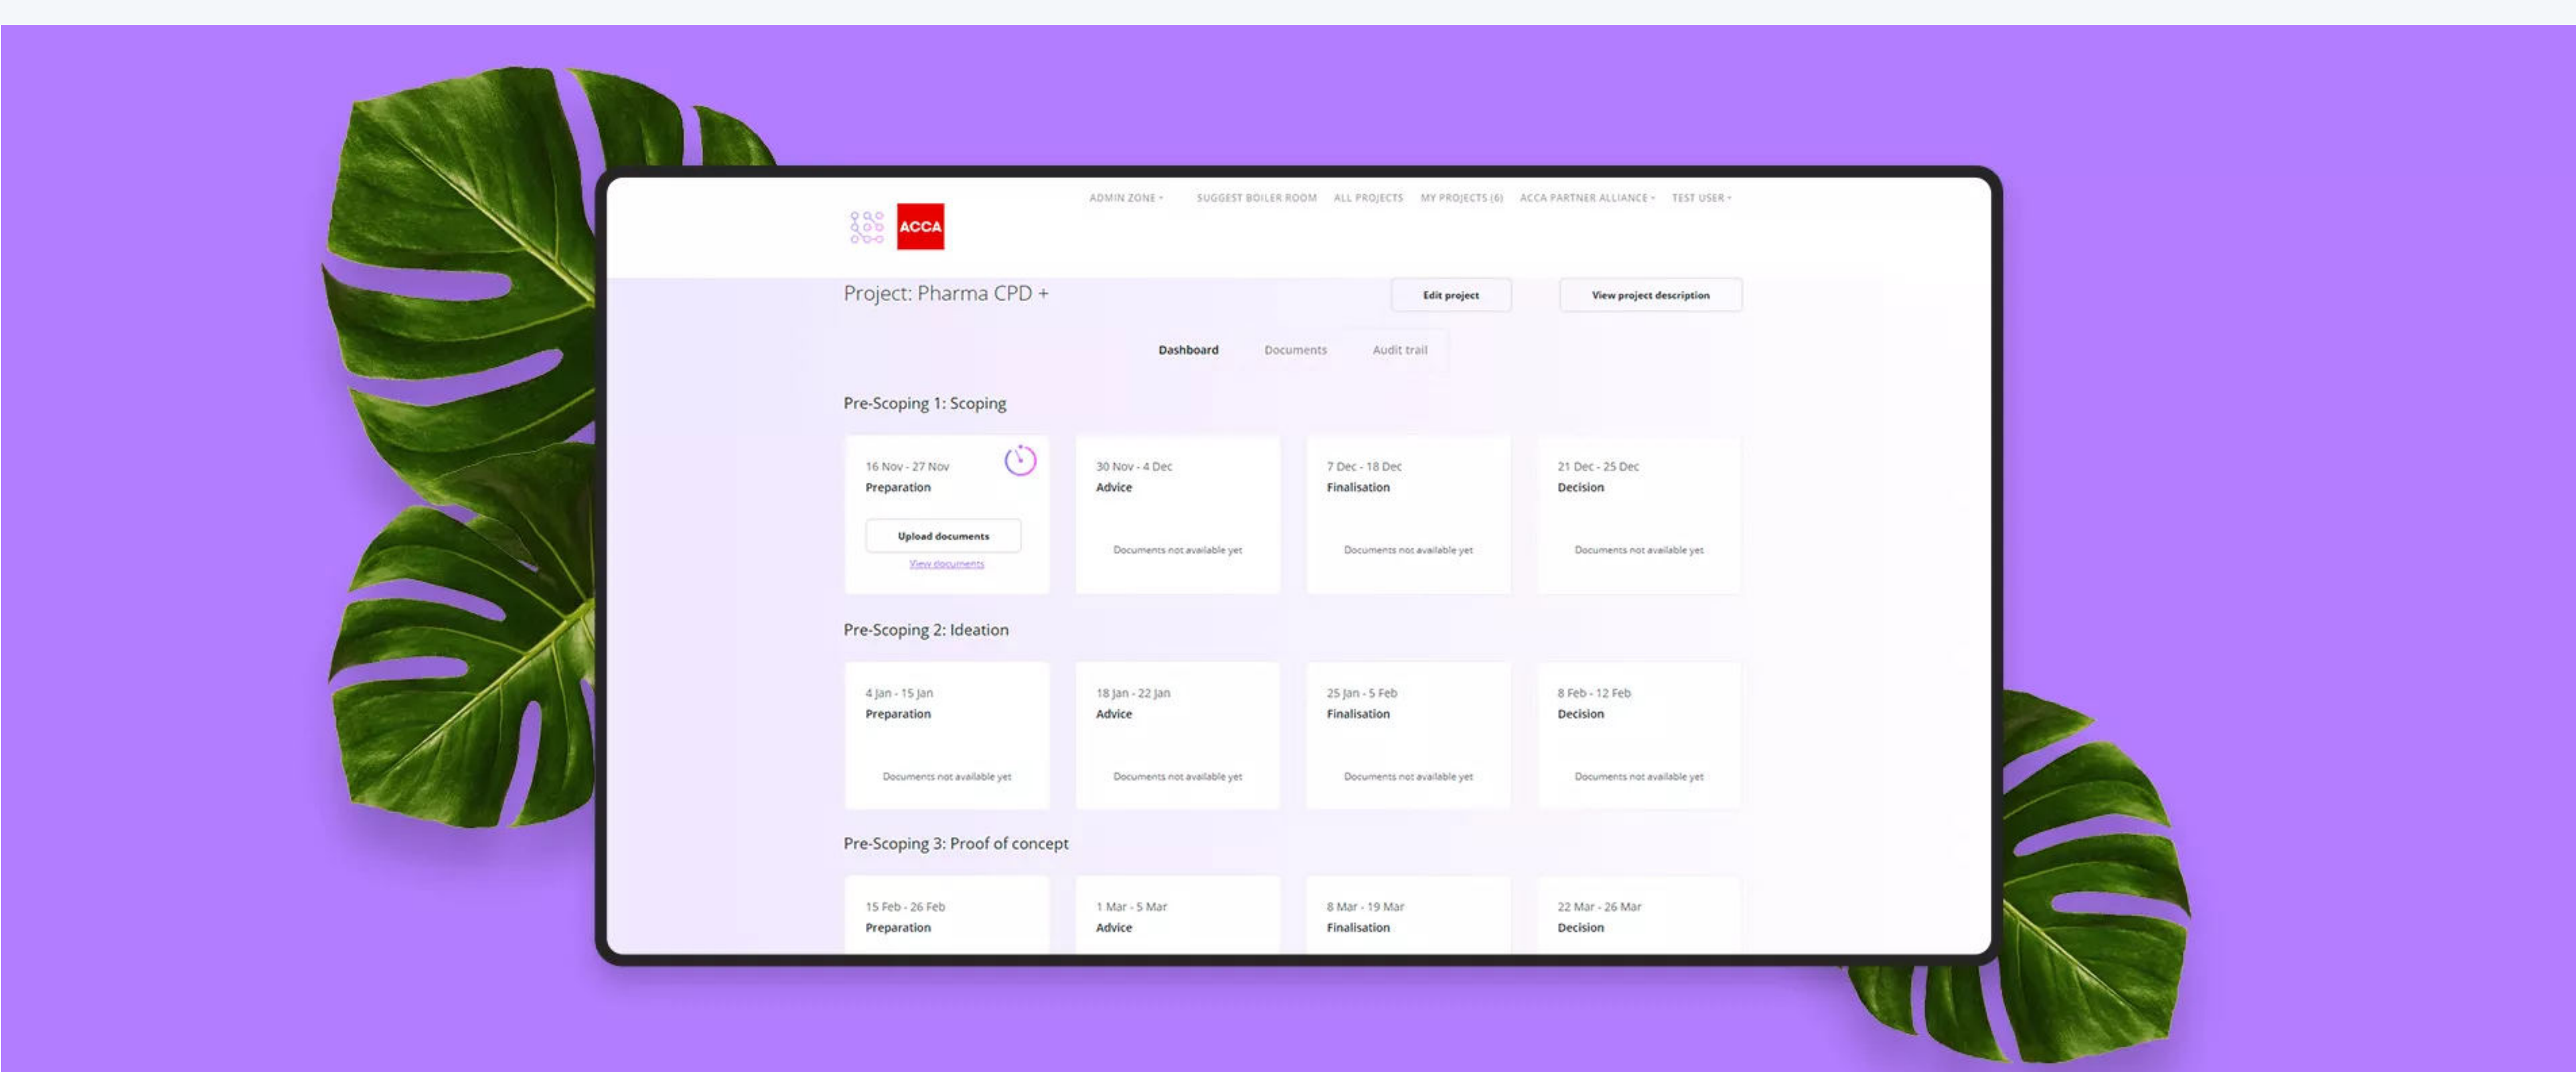 ADMIN ZONE
SUGGEST BOILER ROOM
ALL PROJECTS
MY PROJECTS (6)
ACCA PARTNER ALLIANCE
TEST USER
ACCA
Project: Pharma CPD +
Edit project
View project description
Dashboard
Documents
Audit trail
Pre-Scoping 1: Scoping
16 Nov - 27 Nov
Preparation
Upload documents
View documents
30 Nov - 4 Dec
Advice
Documents not available yet
7 Dec - 18 Dec
Finalisation
Documents not available yet
21 Dec - 25 Dec
Decision
Documents not available yet
Pre-Scoping 2: Ideation
4 Jan - 15 Jan
Preparation
Documents not available yet
18 Jan - 22 Jan
Advice
Documents not available yet
25 Jan - 5 Feb
Finalisation
Documents not available yet
8 Feb - 12 Feb
Decision
Documents not available yet
Pre-Scoping 3: Proof of concept
15 Feb - 26 Feb
Preparation
1 Mar - 5 Mar
Advice
8 Mar - 19 Mar
Finalisation
22 Mar - 26 Mar
Decision